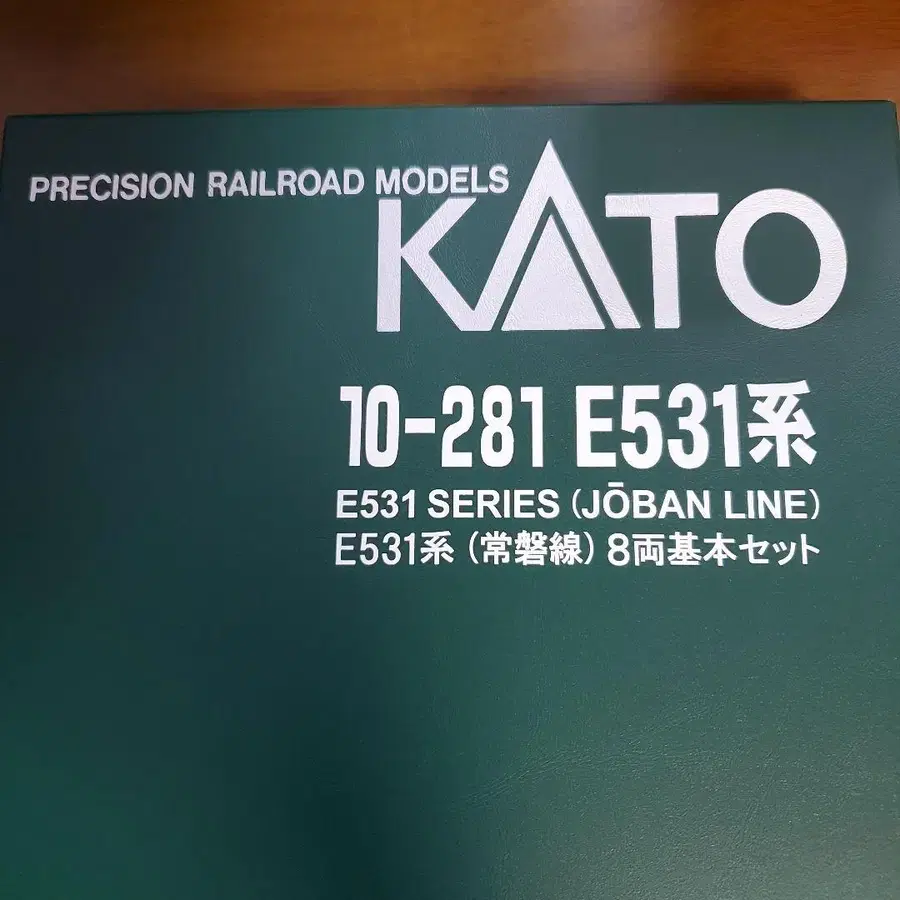 PRECISION RAILROAD MODELS
KATO
10-281 E531系
E531 SERIES (JŌBAN LINE)
E531系 (常磐線) 8両基本セット